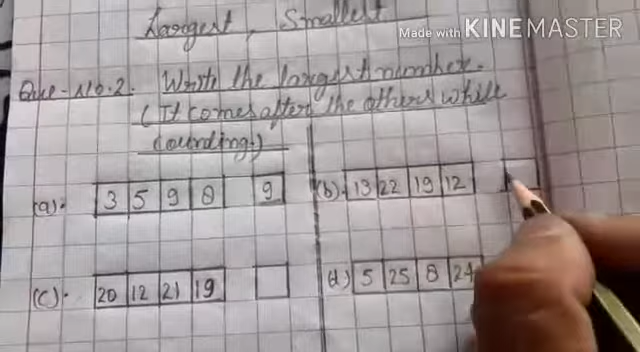 Largest, Smallest
Made with KINEMASTER
Que-No.2. Write the largest number.
(It comes after the others while
counding)
(a). 3 5 9 8 9
(b). 13 22 19 12
(c). 20 12 21 19
(d) 5 25 8 24